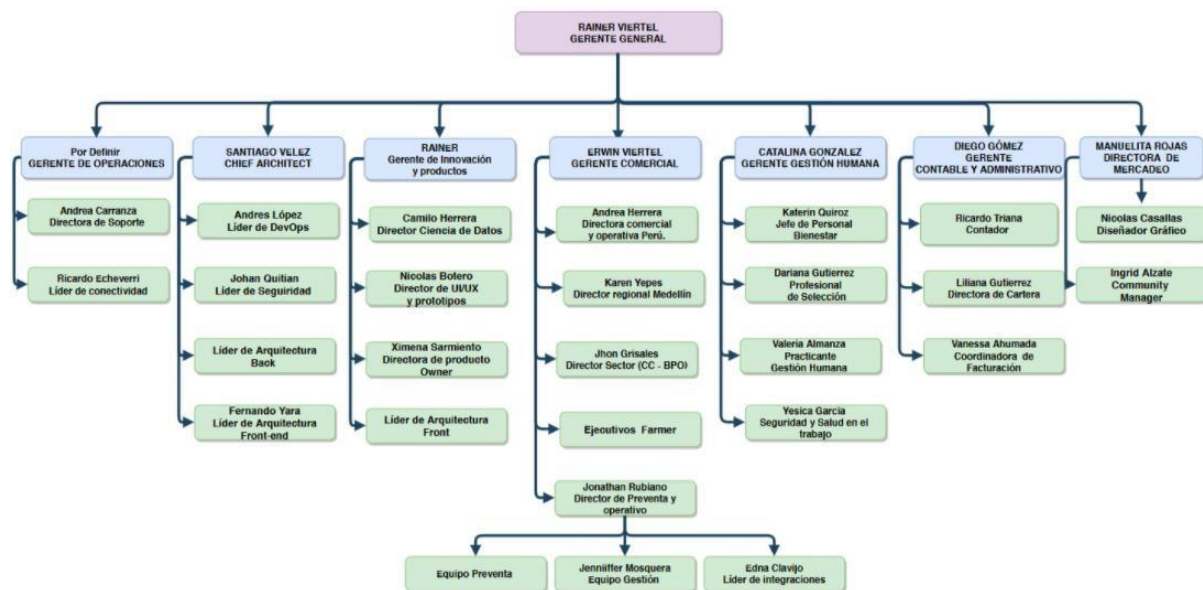 RAINER VIERTEL
GERENTE GENERAL
Por Definir
GERENTE DE OPERACIONES
SANTIAGO VELEZ
CHIEF ARCHITECT
RAINER
Gerente de Innovación
y productos
ERWIN VIERTEL
GERENTE COMERCIAL
CATALINA GONZALEZ
GERENTE GESTIÓN HUMANA
DIEGO GÓMEZ
GERENTE
CONTABLE Y ADMINISTRATIVO
MANUELITA ROJAS
DIRECTORA DE
MERCADEO
Andrea Carranza
Directora de Soporte
Ricardo Echeverri
Líder de conectividad
Andres López
Líder de DevOps
Johan Quitian
Líder de Seguiridad
Líder de Arquitectura
Back
Fernando Yara
Líder de Arquitectura
Front-end
Camilo Herrera
Director Ciencia de Datos
Nicolas Botero
Director de UI/UX
y prototipos
Ximena Sarmiento
Directora de producto
Owner
Líder de Arquitectura
Front
Andrea Herrera
Directora comercial
y operativa Perú.
Karen Yepes
Director regional Medellín
Jhon Grisales
Director Sector (CC - BPO)
Ejecutivos Farmer
Jonathan Rubiano
Director de Preventa y
operativo
Equipo Preventa
Jenniiffer Mosquera
Equipo Gestión
Edna Clavijo
Líder de integraciones
Katerin Quiroz
Jefe de Personal
Bienestar
Dariana Gutierrez
Profesional
de Selección
Valeria Almanza
Practicante
Gestión Humana
Yesica García
Seguridad y Salud en el
trabajo
Ricardo Triana
Contador
Liliana Gutierrez
Directora de Cartera
Vanessa Ahumada
Coordinadora de
Facturación
Nicolas Casallas
Diseñador Gráfico
Ingrid Alzate
Community
Manager